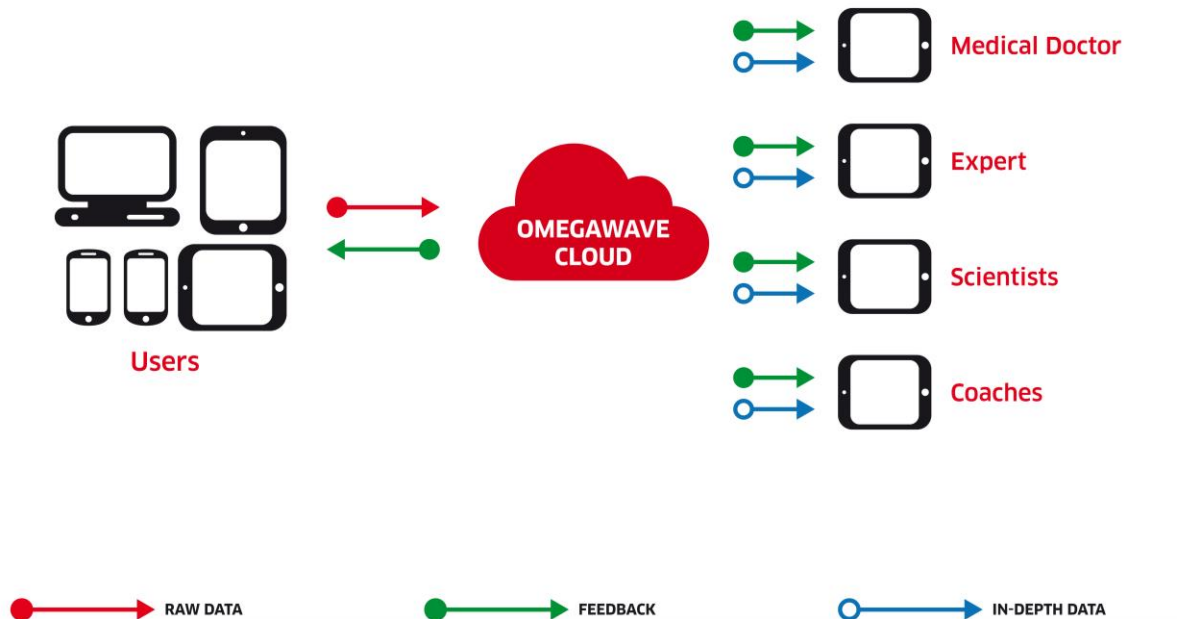 Medical Doctor
Expert
OMEGAWAVE
CLOUD
Scientists
Users
Coaches
RAW DATA
FEEDBACK
IN-DEPTH DATA